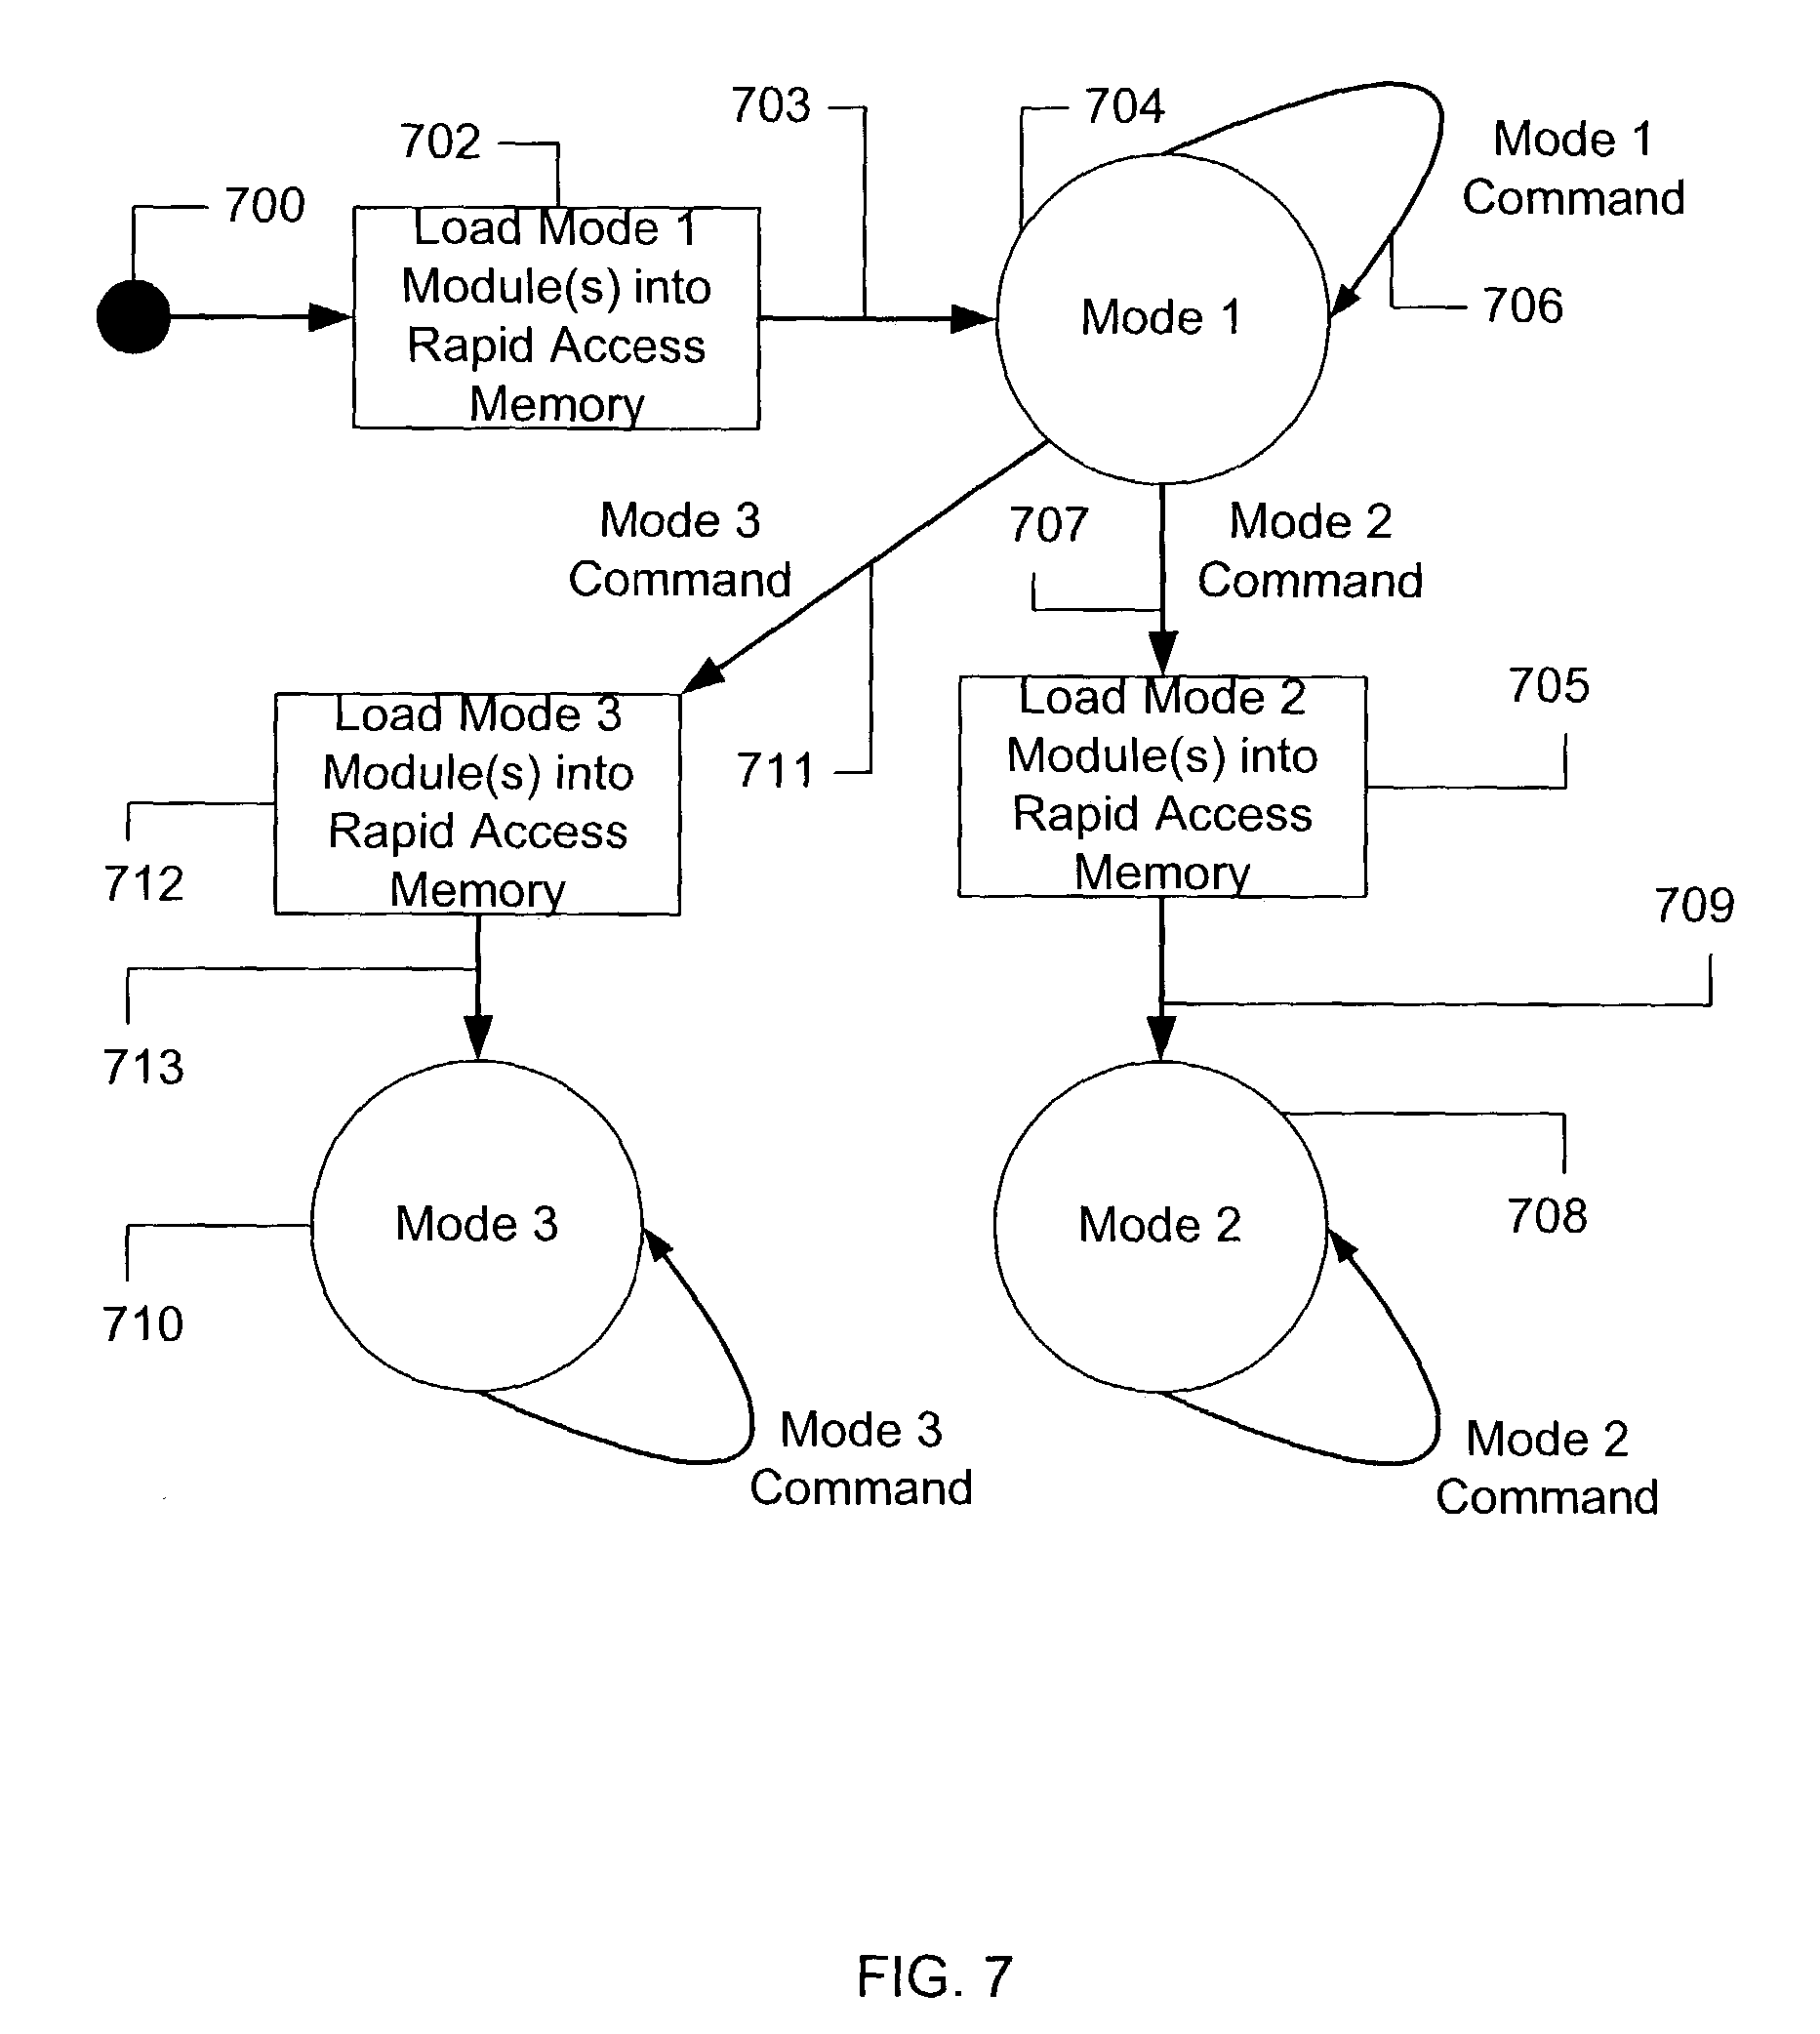 703
704
702
Mode 1
Command
700
Load Mode 1
Module(s) into
Rapid Access
Memory
Mode 1
706
Mode 3
Command
707
Mode 2
Command
Load Mode 3
Module(s) into
Rapid Access
Memory
711
Load Mode 2
Module(s) into
Rapid Access
Memory
705
712
709
713
Mode 3
Mode 2
708
710
Mode 3
Command
Mode 2
Command
FIG. 7